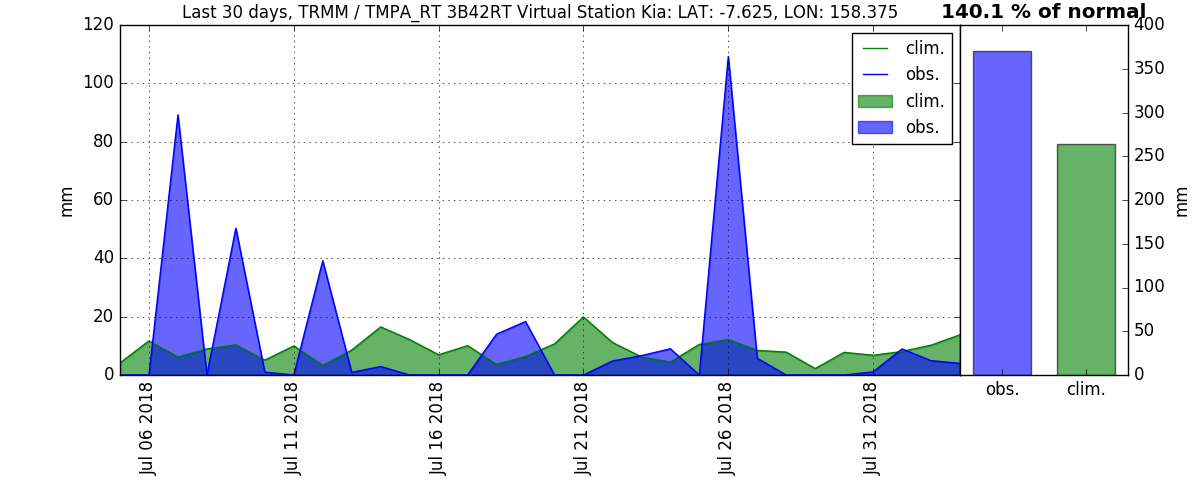 Last 30 days, TRMM / TMPA_RT 3B42RT Virtual Station Kia: LAT: -7.625, LON: 158.375
140.1 % of normal
120
100
80
60
40
20
0
mm
clim.
obs.
clim.
obs.
Jul 06 2018
Jul 11 2018
Jul 16 2018
Jul 21 2018
Jul 26 2018
Jul 31 2018
400
350
300
250
200
150
100
50
0
mm
obs.
clim.